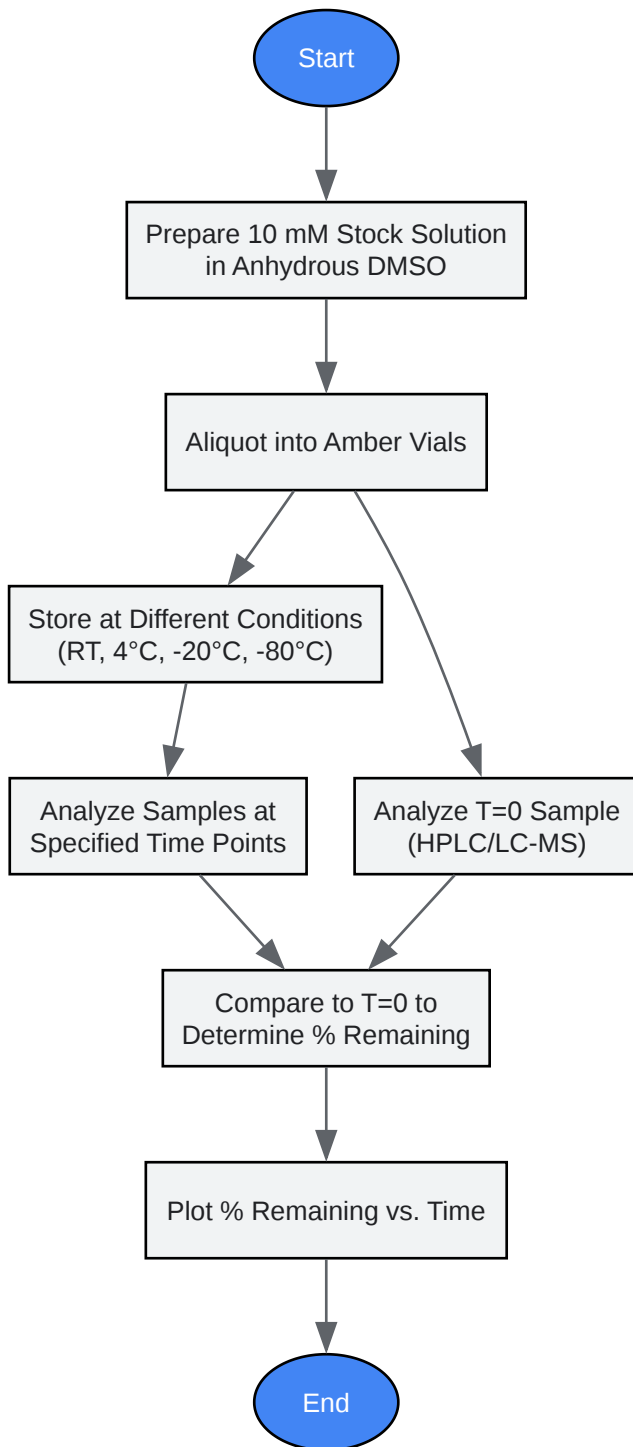 Start
Prepare 10 mM Stock Solution
in Anhydrous DMSO
Aliquot into Amber Vials
Store at Different Conditions
(RT, 4°C, -20°C, -80°C)
Analyze Samples at
Specified Time Points
Analyze T=0 Sample
(HPLC/LC-MS)
Compare to T=0 to
Determine % Remaining
Plot % Remaining vs. Time
End